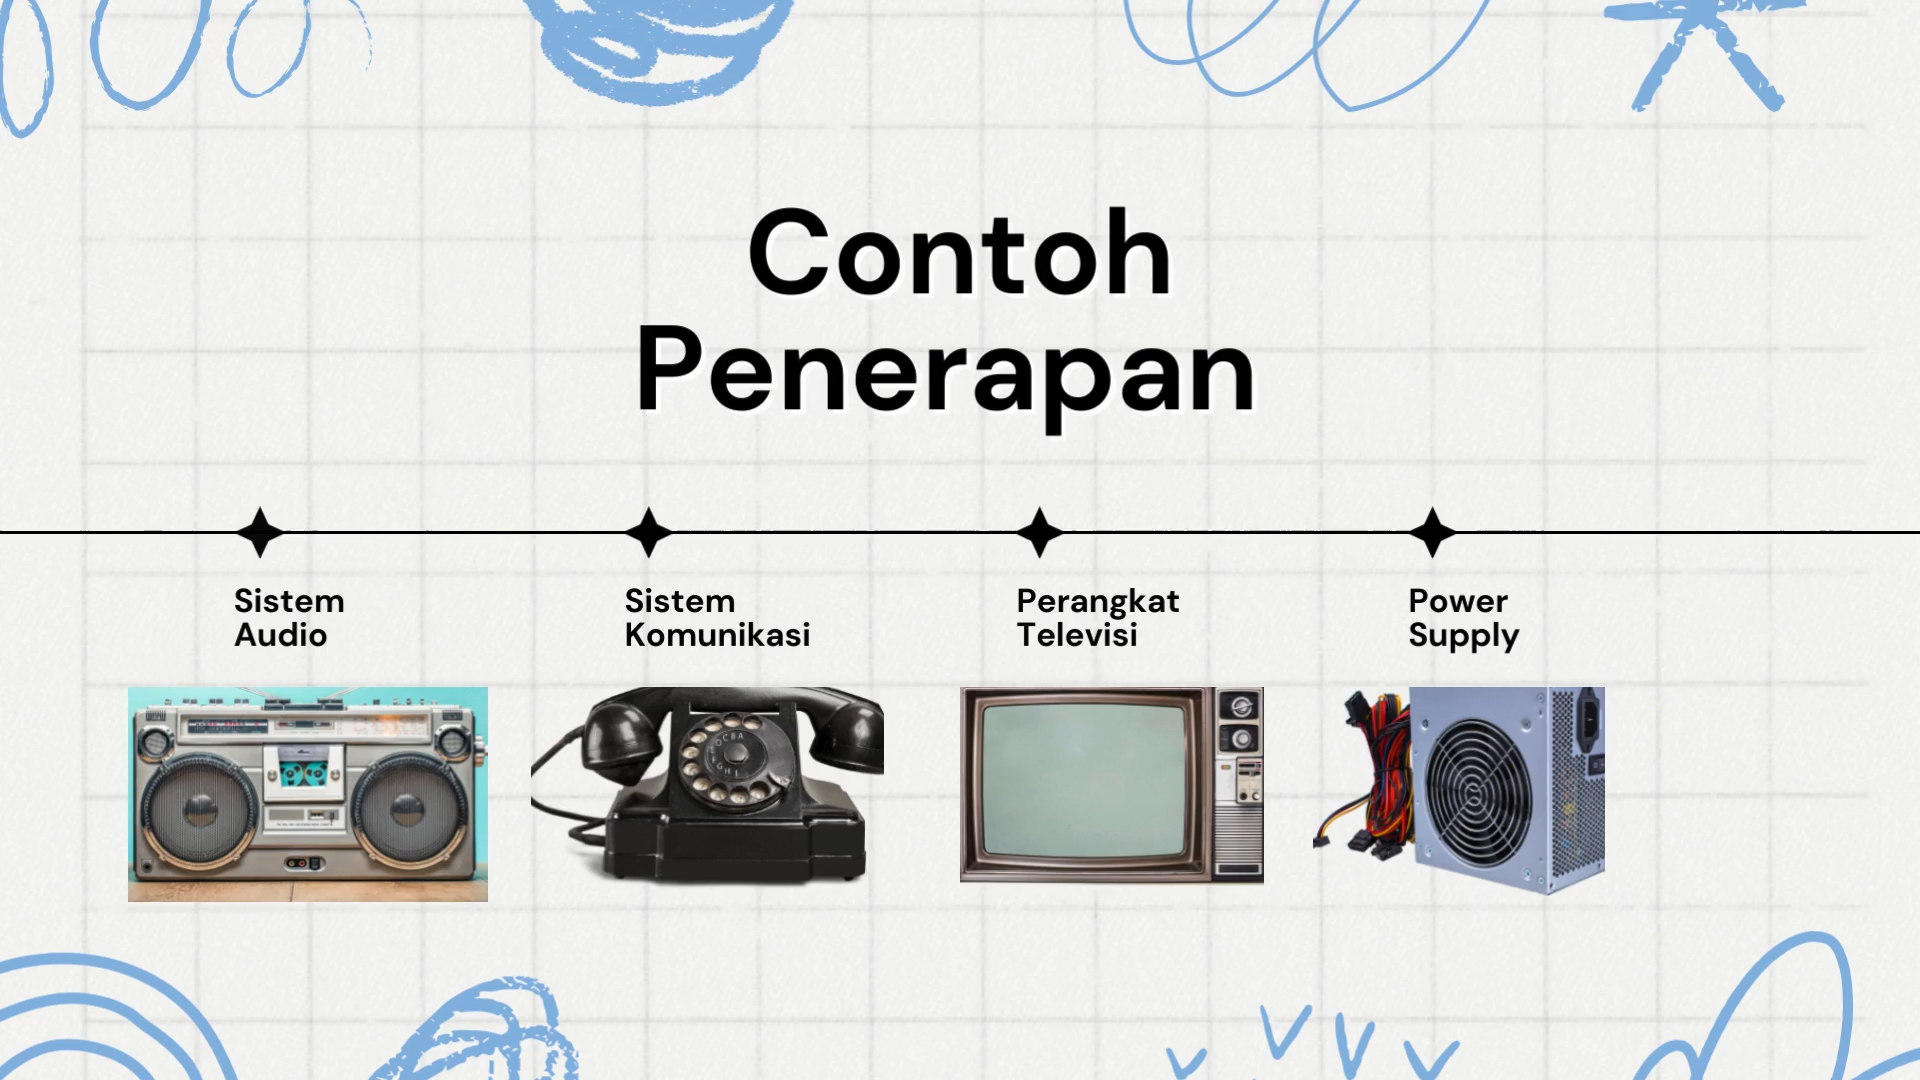 Contoh
Penerapan
Sistem
Audio
Sistem
Komunikasi
Perangkat
Televisi
Power
Supply